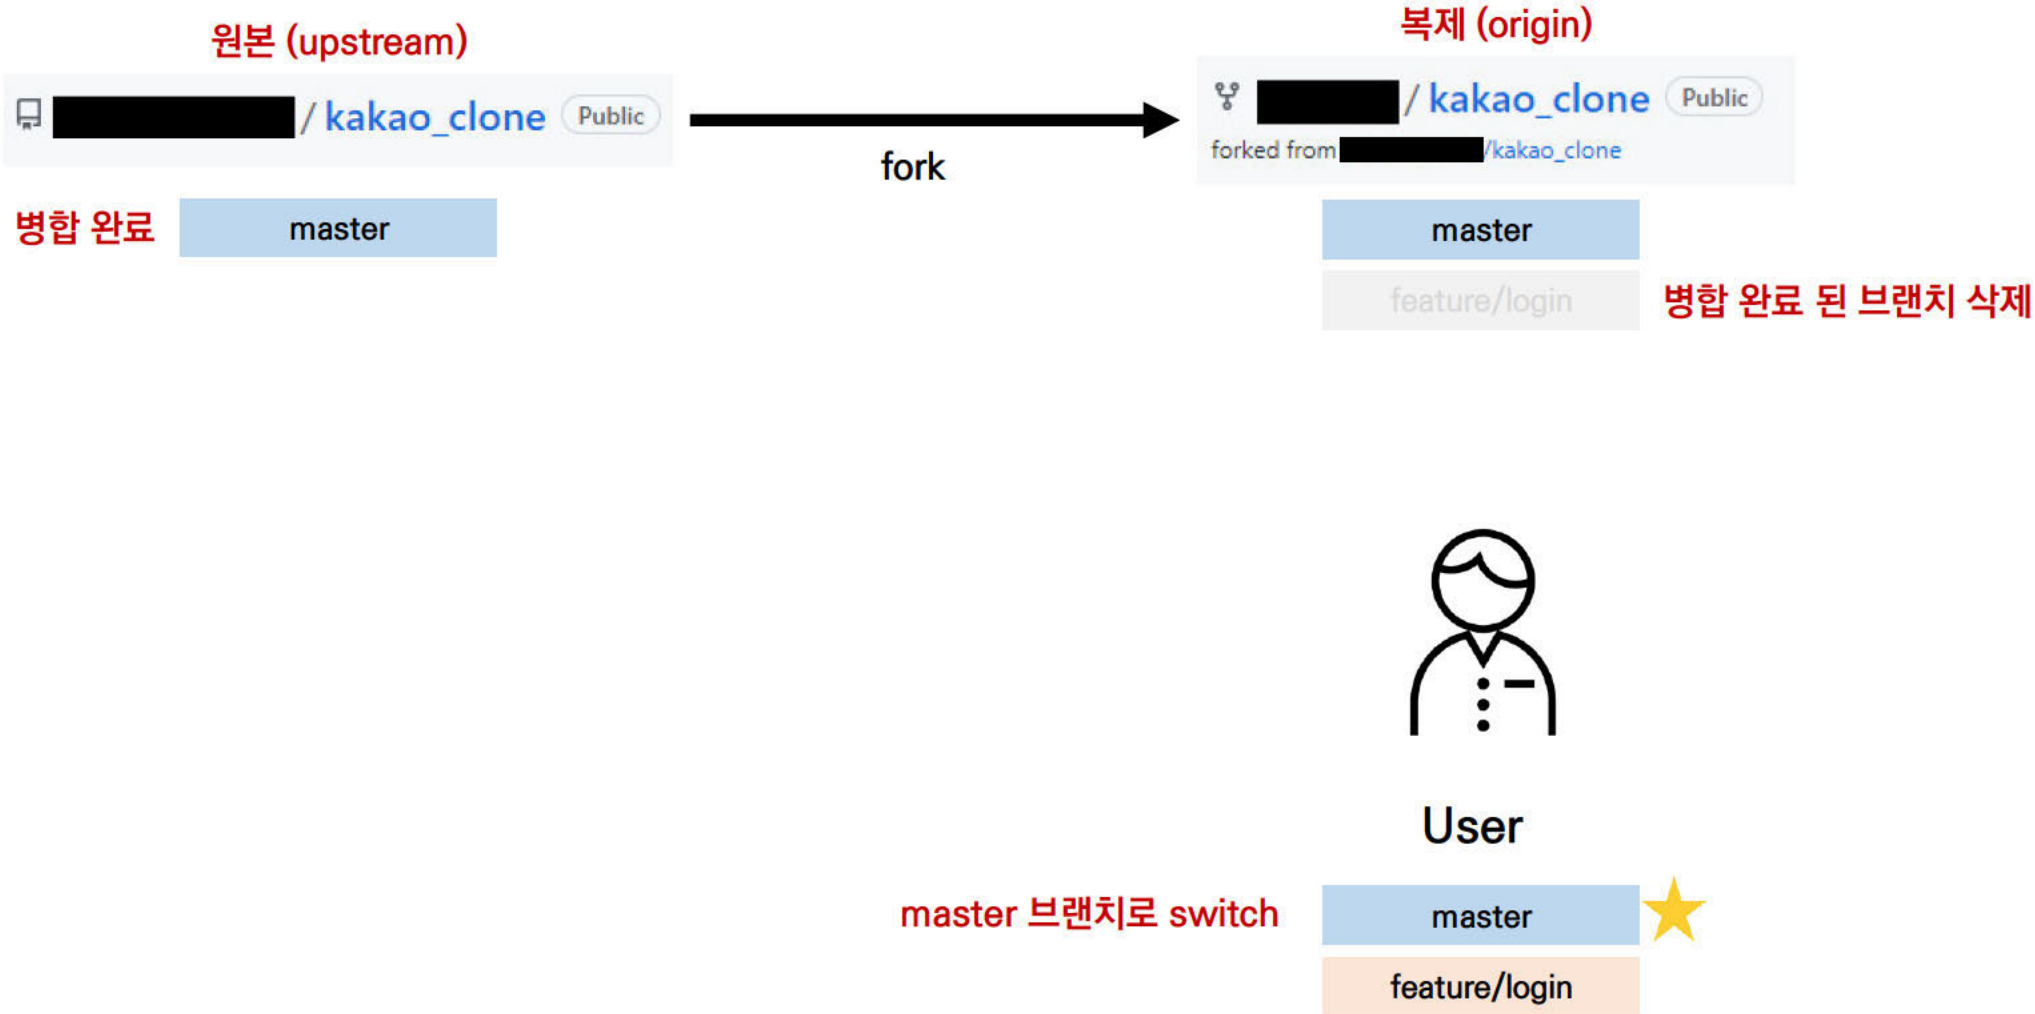 원본 (upstream)
/ kakao_clone Public
병합 완료
master
fork
복제 (origin)
/ kakao_clone Public
forked from /kakao_clone
master
feature/login
병합 완료 된 브랜치 삭제
User
master 브랜치로 switch
master
feature/login